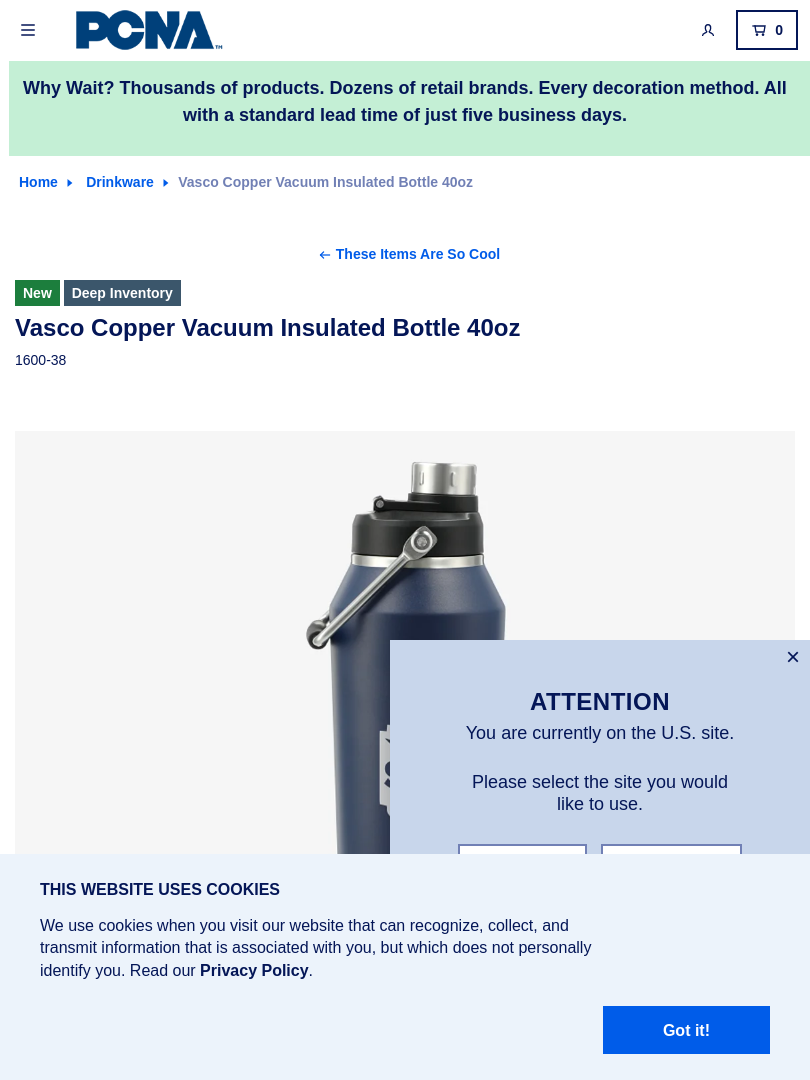 PCNA™
0
Why Wait? Thousands of products. Dozens of retail brands. Every decoration method. All
with a standard lead time of just five business days.
Home
Drinkware
Vasco Copper Vacuum Insulated Bottle 40oz
These Items Are So Cool
New
Deep Inventory
Vasco Copper Vacuum Insulated Bottle 40oz
1600-38
×
ATTENTION
You are currently on the U.S. site.
Please select the site you would
like to use.
THIS WEBSITE USES COOKIES
We use cookies when you visit our website that can recognize, collect, and
transmit information that is associated with you, but which does not personally
identify you. Read our Privacy Policy.
Got it!